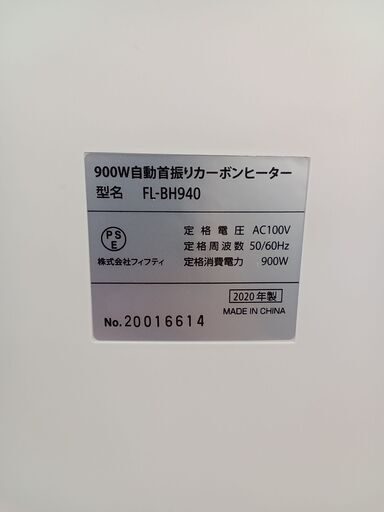 900W自動首振りカーボンヒーター
型名 FL-BH940
PSE
定格電圧 AC100V
定格周波数 50/60Hz
株式会社フィフティ 定格消費電力 900W
2020年製
MADE IN CHINA
No.20016614